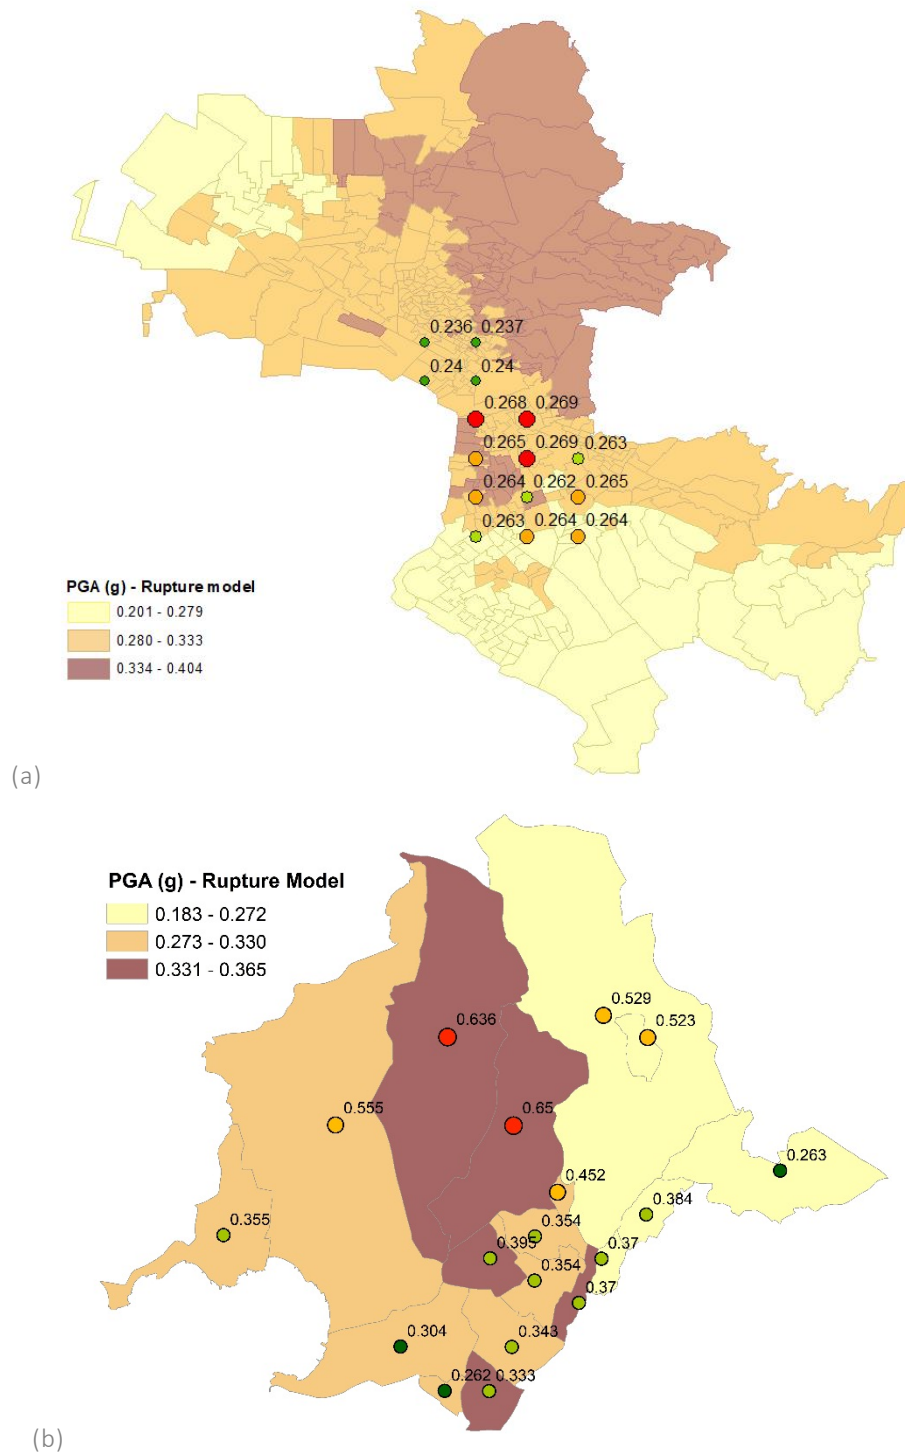 0.236 0.237
0.24 0.24
0.268 0.269
0.265 0.269 0.263
0.264 0.262 0.265
0.263 0.264 0.264
PGA (g) - Rupture model
0.201 - 0.279
0.280 - 0.333
0.334 - 0.404
(a)
PGA (g) - Rupture Model
0.183 - 0.272
0.273 - 0.330
0.331 - 0.365
0.529
0.636 0.523
0.555 0.65
0.263
0.452
0.384
0.355 0.354
0.395 0.37
0.354
0.37
0.304 0.343
0.262 0.333
(b)